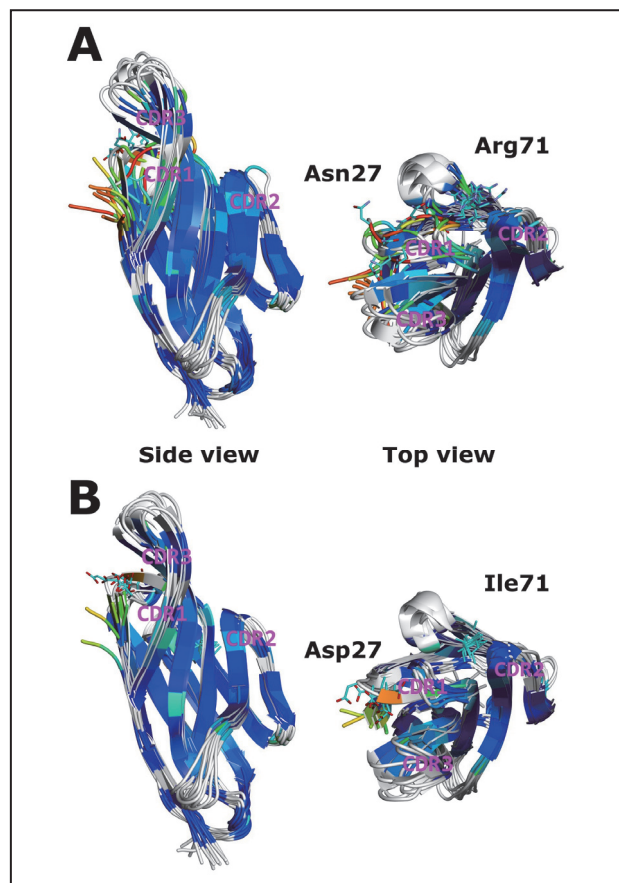 A
CDR3
CDR1
CDR2
Asn27
Arg71
CDR1
CDR2
CDR3
Side view
Top view
B
CDR3
CDR1
CDR2
Asp27
Ile71
CDR1
CDR2
CDR3